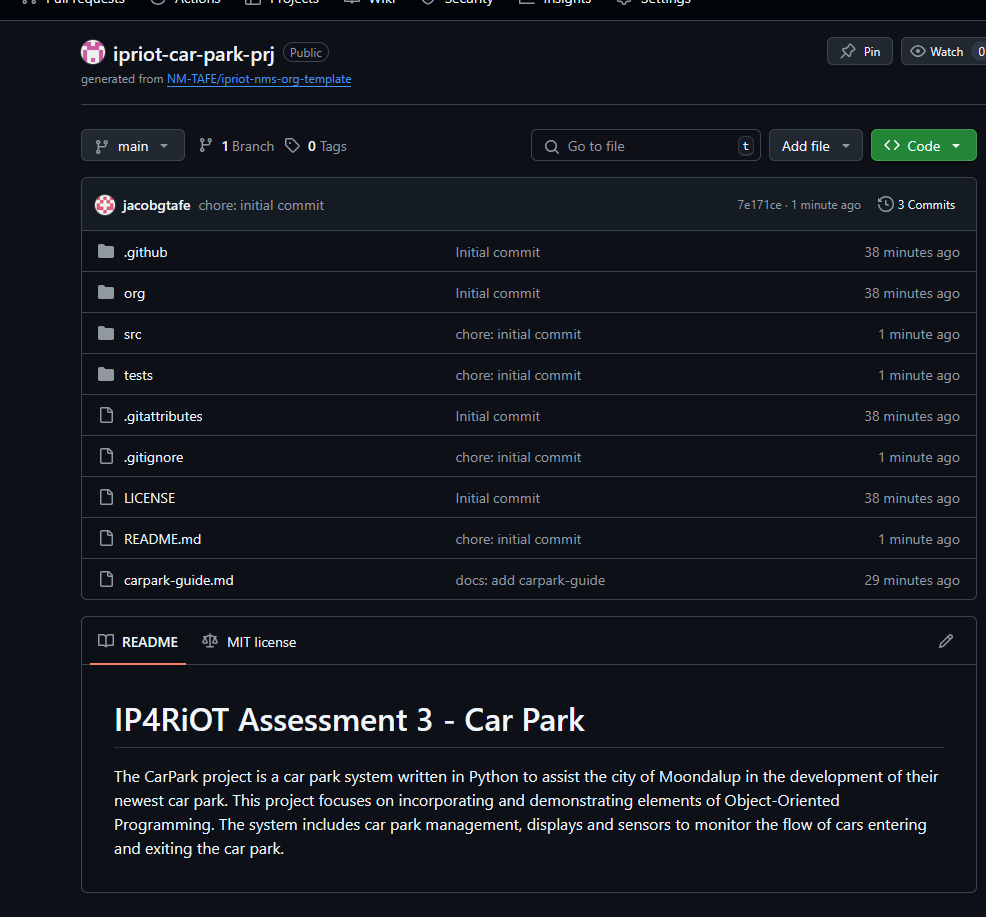 Pull requests Actions Projects Wiki Security Insights Settings
ipriot-car-park-prj Public
Pin
Watch 0
generated from NM-TAFE/ipriot-nms-org-template
main
1 Branch
0 Tags
Go to file
t
Add file
Code
jacobgtafe chore: initial commit
7e171ce · 1 minute ago
3 Commits
.github Initial commit 38 minutes ago
org Initial commit 38 minutes ago
src chore: initial commit 1 minute ago
tests chore: initial commit 1 minute ago
.gitattributes Initial commit 38 minutes ago
.gitignore chore: initial commit 1 minute ago
LICENSE Initial commit 38 minutes ago
README.md chore: initial commit 1 minute ago
carpark-guide.md docs: add carpark-guide 29 minutes ago
README
MIT license
IP4RiOT Assessment 3 - Car Park
The CarPark project is a car park system written in Python to assist the city of Moondalup in the development of their
newest car park. This project focuses on incorporating and demonstrating elements of Object-Oriented
Programming. The system includes car park management, displays and sensors to monitor the flow of cars entering
and exiting the car park.